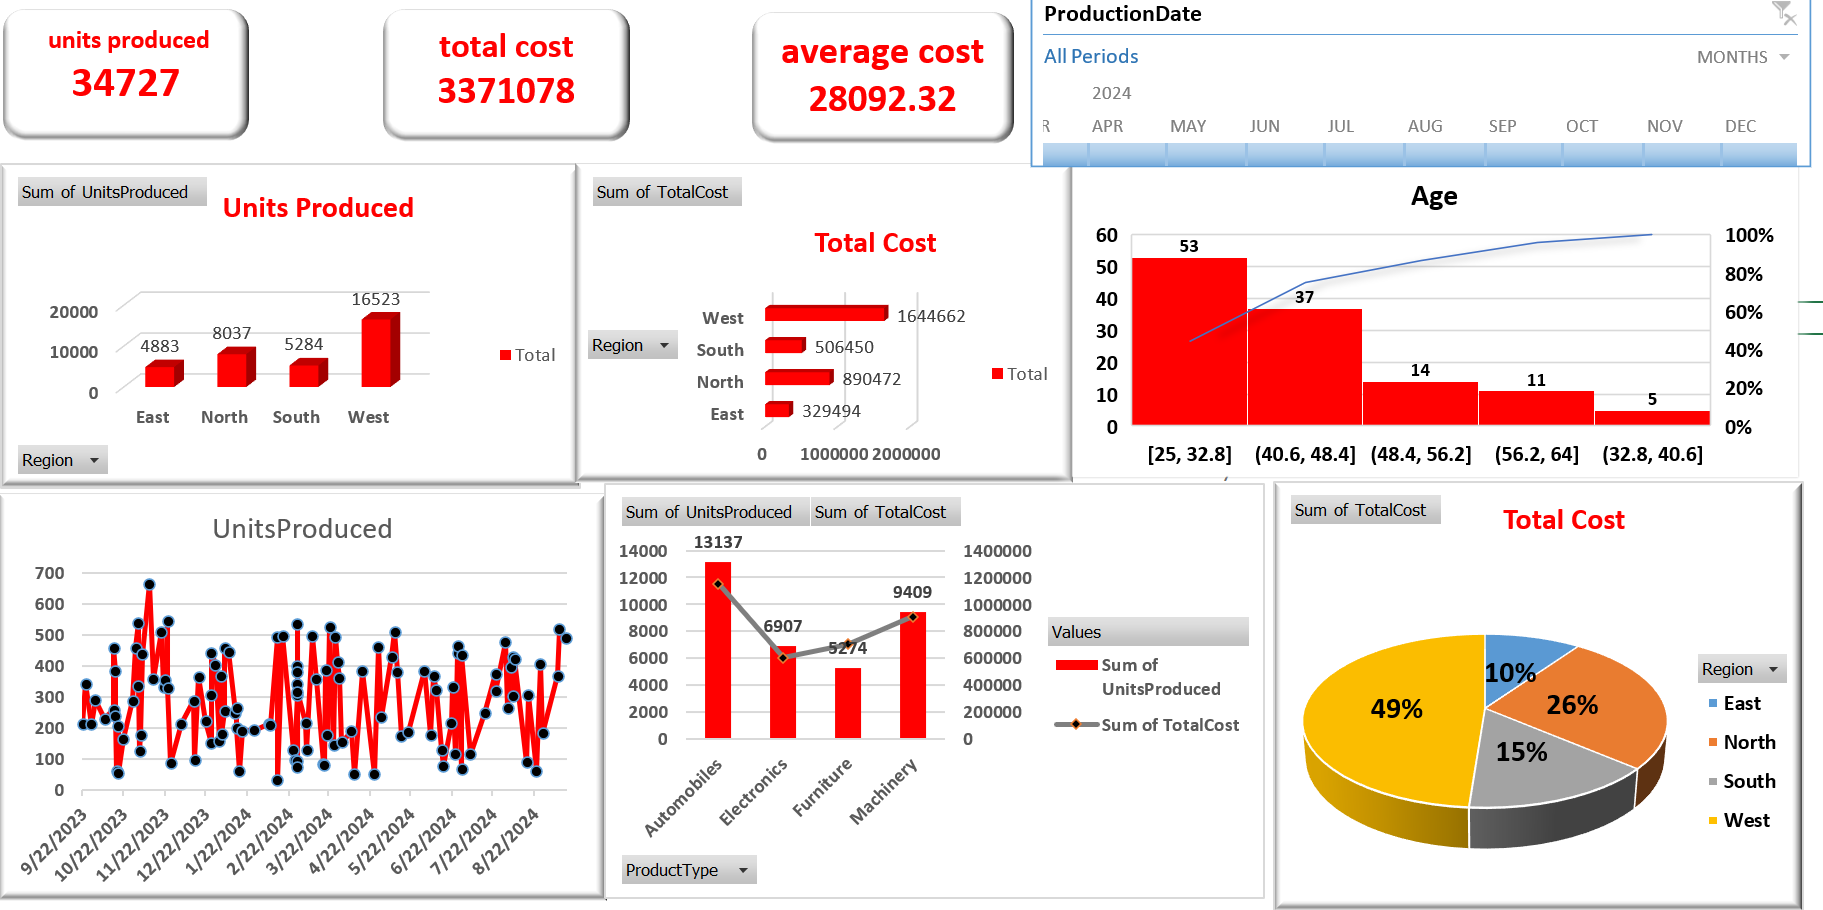 units produced
34727
total cost
3371078
average cost
28092.32
ProductionDate
All Periods
MONTHS
2024
R APR MAY JUN JUL AUG SEP OCT NOV DEC
Sum of UnitsProduced
Units Produced
20000
10000
0
4883
8037
5284
16523
East North South West
Total
Region
Sum of TotalCost
Total Cost
Region
West 1644662
South 506450
North 890472
East 329494
0 1000000 2000000
Total
Age
60
50
40
30
20
10
0
53
37
14
11
5
100%
80%
60%
40%
20%
0%
[25, 32.8] (40.6, 48.4] (48.4, 56.2] (56.2, 64] (32.8, 40.6]
UnitsProduced
700
600
500
400
300
200
100
0
9/22/2023
10/22/2023
11/22/2023
12/22/2023
1/22/2024
2/22/2024
3/22/2024
4/22/2024
5/22/2024
6/22/2024
7/22/2024
8/22/2024
Sum of UnitsProduced Sum of TotalCost
14000
12000
10000
8000
6000
4000
2000
0
13137
6907
5274
9409
1400000
1200000
1000000
800000
600000
400000
200000
0
Automobiles
Electronics
Furniture
Machinery
Values
Sum of
UnitsProduced
Sum of TotalCost
ProductType
Sum of TotalCost
Total Cost
10%
26%
15%
49%
Region
East
North
South
West